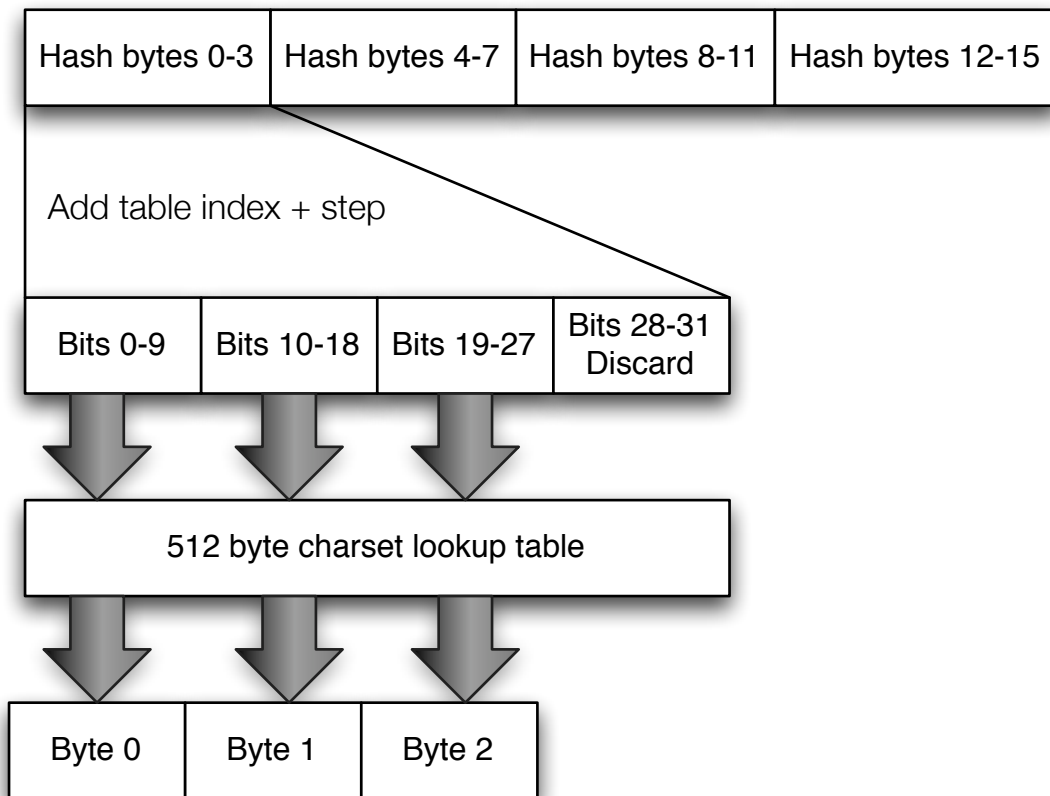 Hash bytes 0-3
Hash bytes 4-7
Hash bytes 8-11
Hash bytes 12-15
Add table index + step
Bits 0-9
Bits 10-18
Bits 19-27
Bits 28-31
Discard
512 byte charset lookup table
Byte 0
Byte 1
Byte 2